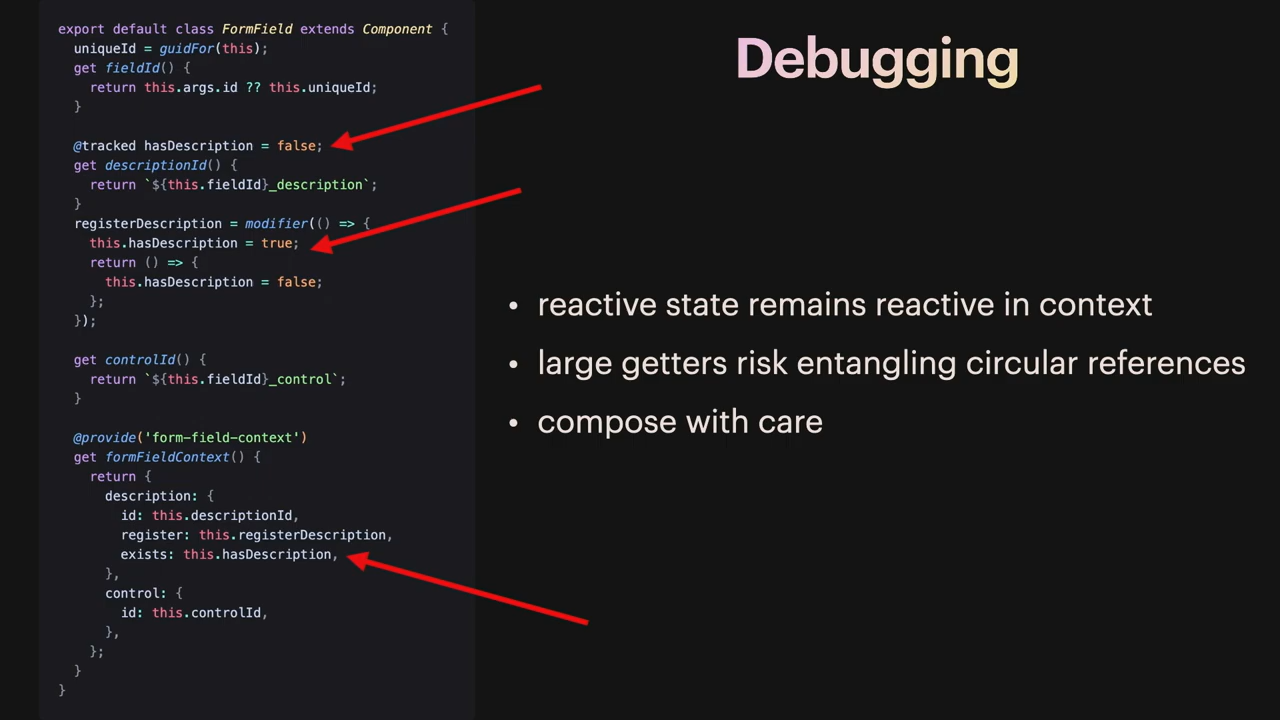 export default class FormField extends Component {
  uniqueId = guidFor(this);
  get fieldId() {
    return this.args.id ?? this.uniqueId;
  }

  @tracked hasDescription = false;
  get descriptionId() {
    return `${this.fieldId}_description`;
  }
  registerDescription = modifier(() => {
    this.hasDescription = true;
    return () => {
      this.hasDescription = false;
    };
  });

  get controlId() {
    return `${this.fieldId}_control`;
  }

  @provide('form-field-context')
  get formFieldContext() {
    return {
      description: {
        id: this.descriptionId,
        register: this.registerDescription,
        exists: this.hasDescription,
      },
      control: {
        id: this.controlId,
      },
    };
  }
}
Debugging
• reactive state remains reactive in context
• large getters risk entangling circular references
• compose with care